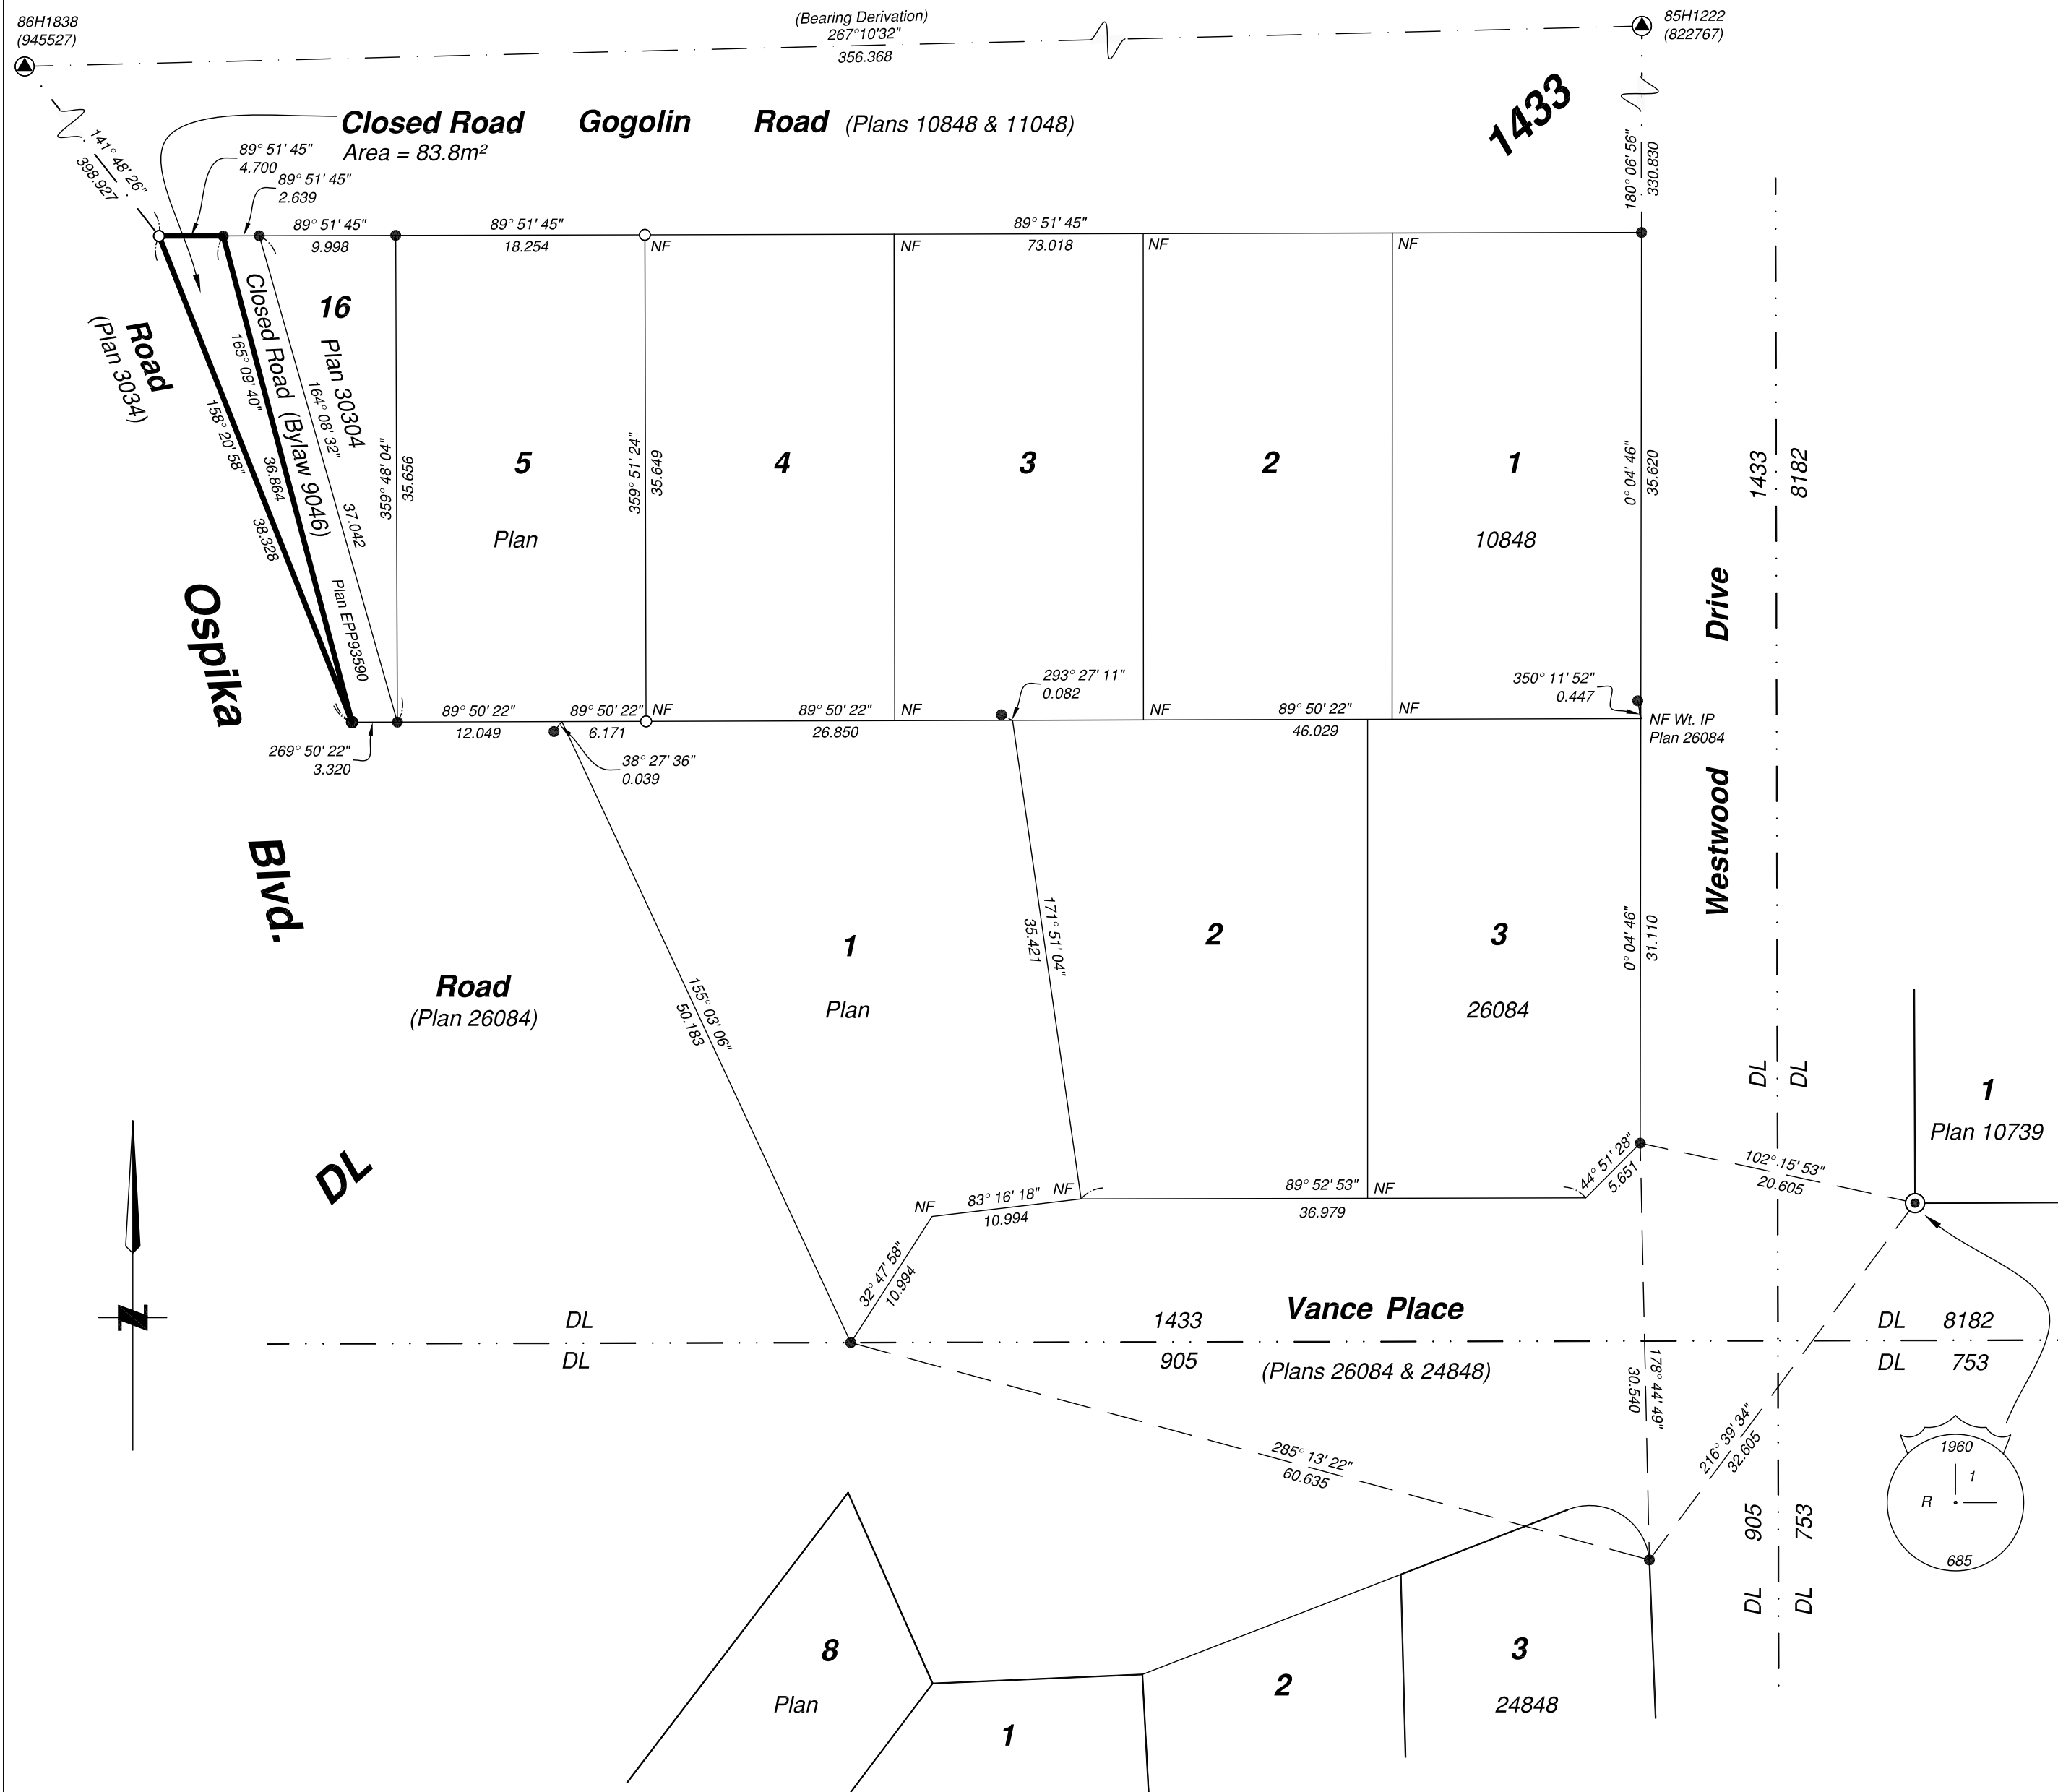 86H1838
(945527)
(Bearing Derivation)
267°10'32"
356.368
85H1222
(822767)
Closed Road Gogolin Road (Plans 10848 & 11048)
Area = 83.8m²
1433
141° 48' 26"
398.927
89° 51' 45"
4.700
89° 51' 45"
2.639
180° 06' 56"
330.830
89° 51' 45"
9.998
89° 51' 45"
18.254
89° 51' 45"
73.018
NF
NF
NF
NF
Road
(Plan 3034)
16
Plan 30304
Closed Road (Bylaw 9046)
Plan EPP93590
158° 20' 58"
38.328
165° 09' 40"
36.864
164° 08' 32"
37.042
359° 48' 04"
35.656
5
Plan
359° 51' 24"
35.649
4
3
2
1
10848
0° 04' 46"
35.620
1433
8182
Ospika
Blvd.
Westwood Drive
269° 50' 22"
3.320
89° 50' 22"
12.049
89° 50' 22"
6.171
NF
38° 27' 36"
0.039
89° 50' 22"
26.850
NF
293° 27' 11"
0.082
NF
89° 50' 22"
46.029
NF
350° 11' 52"
0.447
NF Wt. IP
Plan 26084
Road
(Plan 26084)
155° 03' 06"
50.183
1
Plan
171° 51' 04"
35.421
2
3
26084
0° 04' 46"
31.110
DL
DL
1
Plan 10739
DL
NF
83° 16' 18"
10.994
NF
89° 52' 53"
36.979
NF
44° 51' 28"
5.651
102° 15' 53"
20.605
32° 47' 58"
10.994
N
DL
DL
1433
905
Vance Place
(Plans 26084 & 24848)
DL 8182
DL 753
178° 44' 49"
30.540
216° 39' 34"
32.605
285° 13' 22"
60.635
1960
1
R
685
905
753
DL
DL
8
Plan
1
2
3
24848